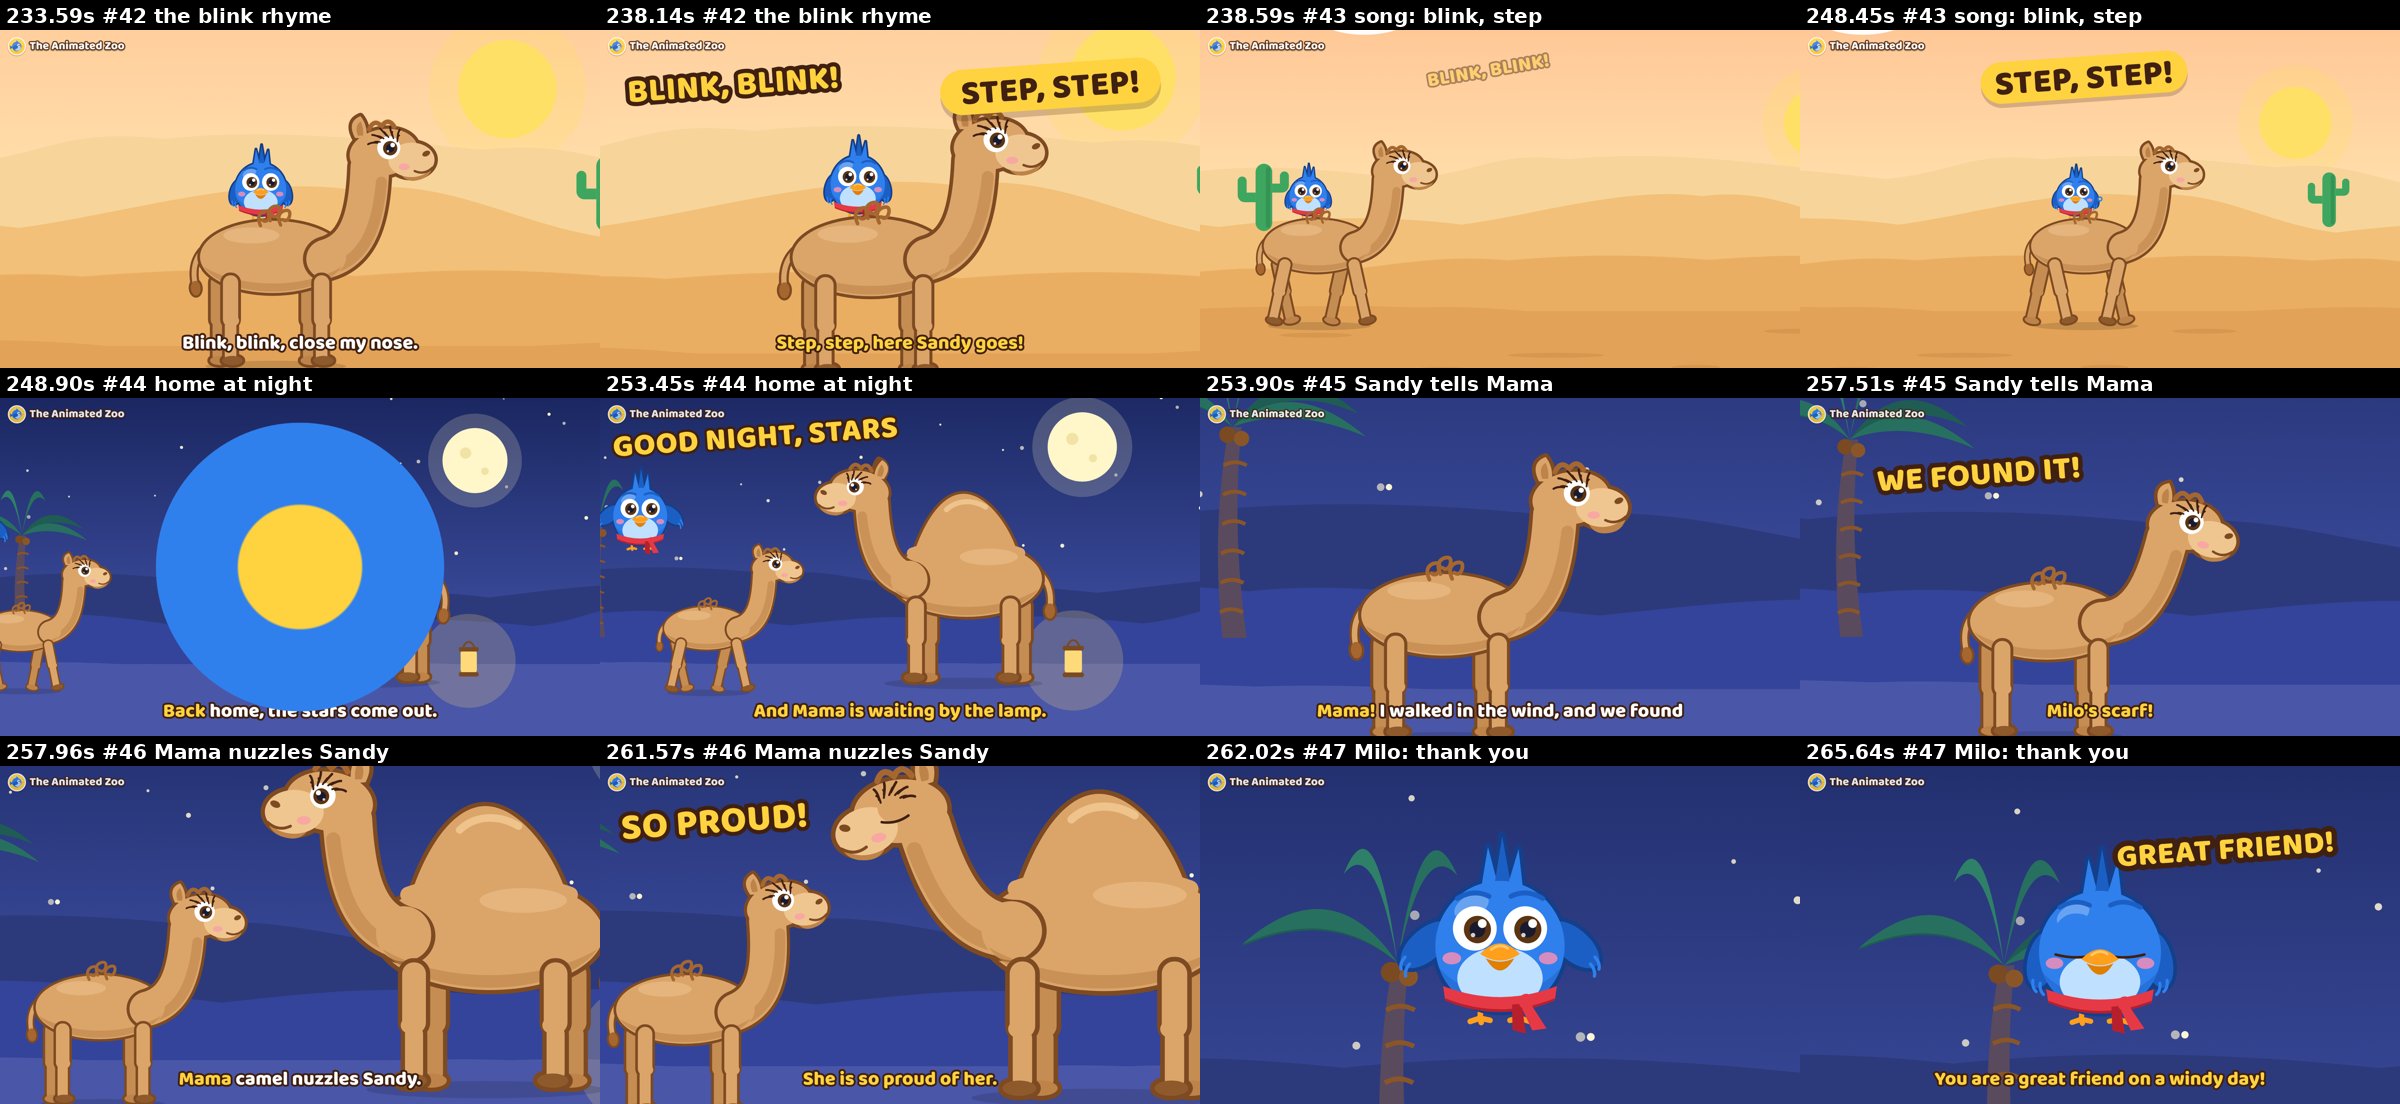 233.59s #42 the blink rhyme
The Animated Zoo
Blink, blink, close my nose.
238.14s #42 the blink rhyme
The Animated Zoo
BLINK, BLINK!
STEP, STEP!
Step, step, here Sandy goes!
238.59s #43 song: blink, step
The Animated Zoo
BLINK, BLINK!
248.45s #43 song: blink, step
The Animated Zoo
STEP, STEP!
248.90s #44 home at night
The Animated Zoo
Back home, the stars come out.
253.45s #44 home at night
The Animated Zoo
GOOD NIGHT, STARS
And Mama is waiting by the lamp.
253.90s #45 Sandy tells Mama
The Animated Zoo
Mama! I walked in the wind, and we found
257.51s #45 Sandy tells Mama
The Animated Zoo
WE FOUND IT!
Milo's scarf!
257.96s #46 Mama nuzzles Sandy
The Animated Zoo
Mama camel nuzzles Sandy.
261.57s #46 Mama nuzzles Sandy
The Animated Zoo
SO PROUD!
She is so proud of her.
262.02s #47 Milo: thank you
The Animated Zoo
265.64s #47 Milo: thank you
The Animated Zoo
GREAT FRIEND!
You are a great friend on a windy day!